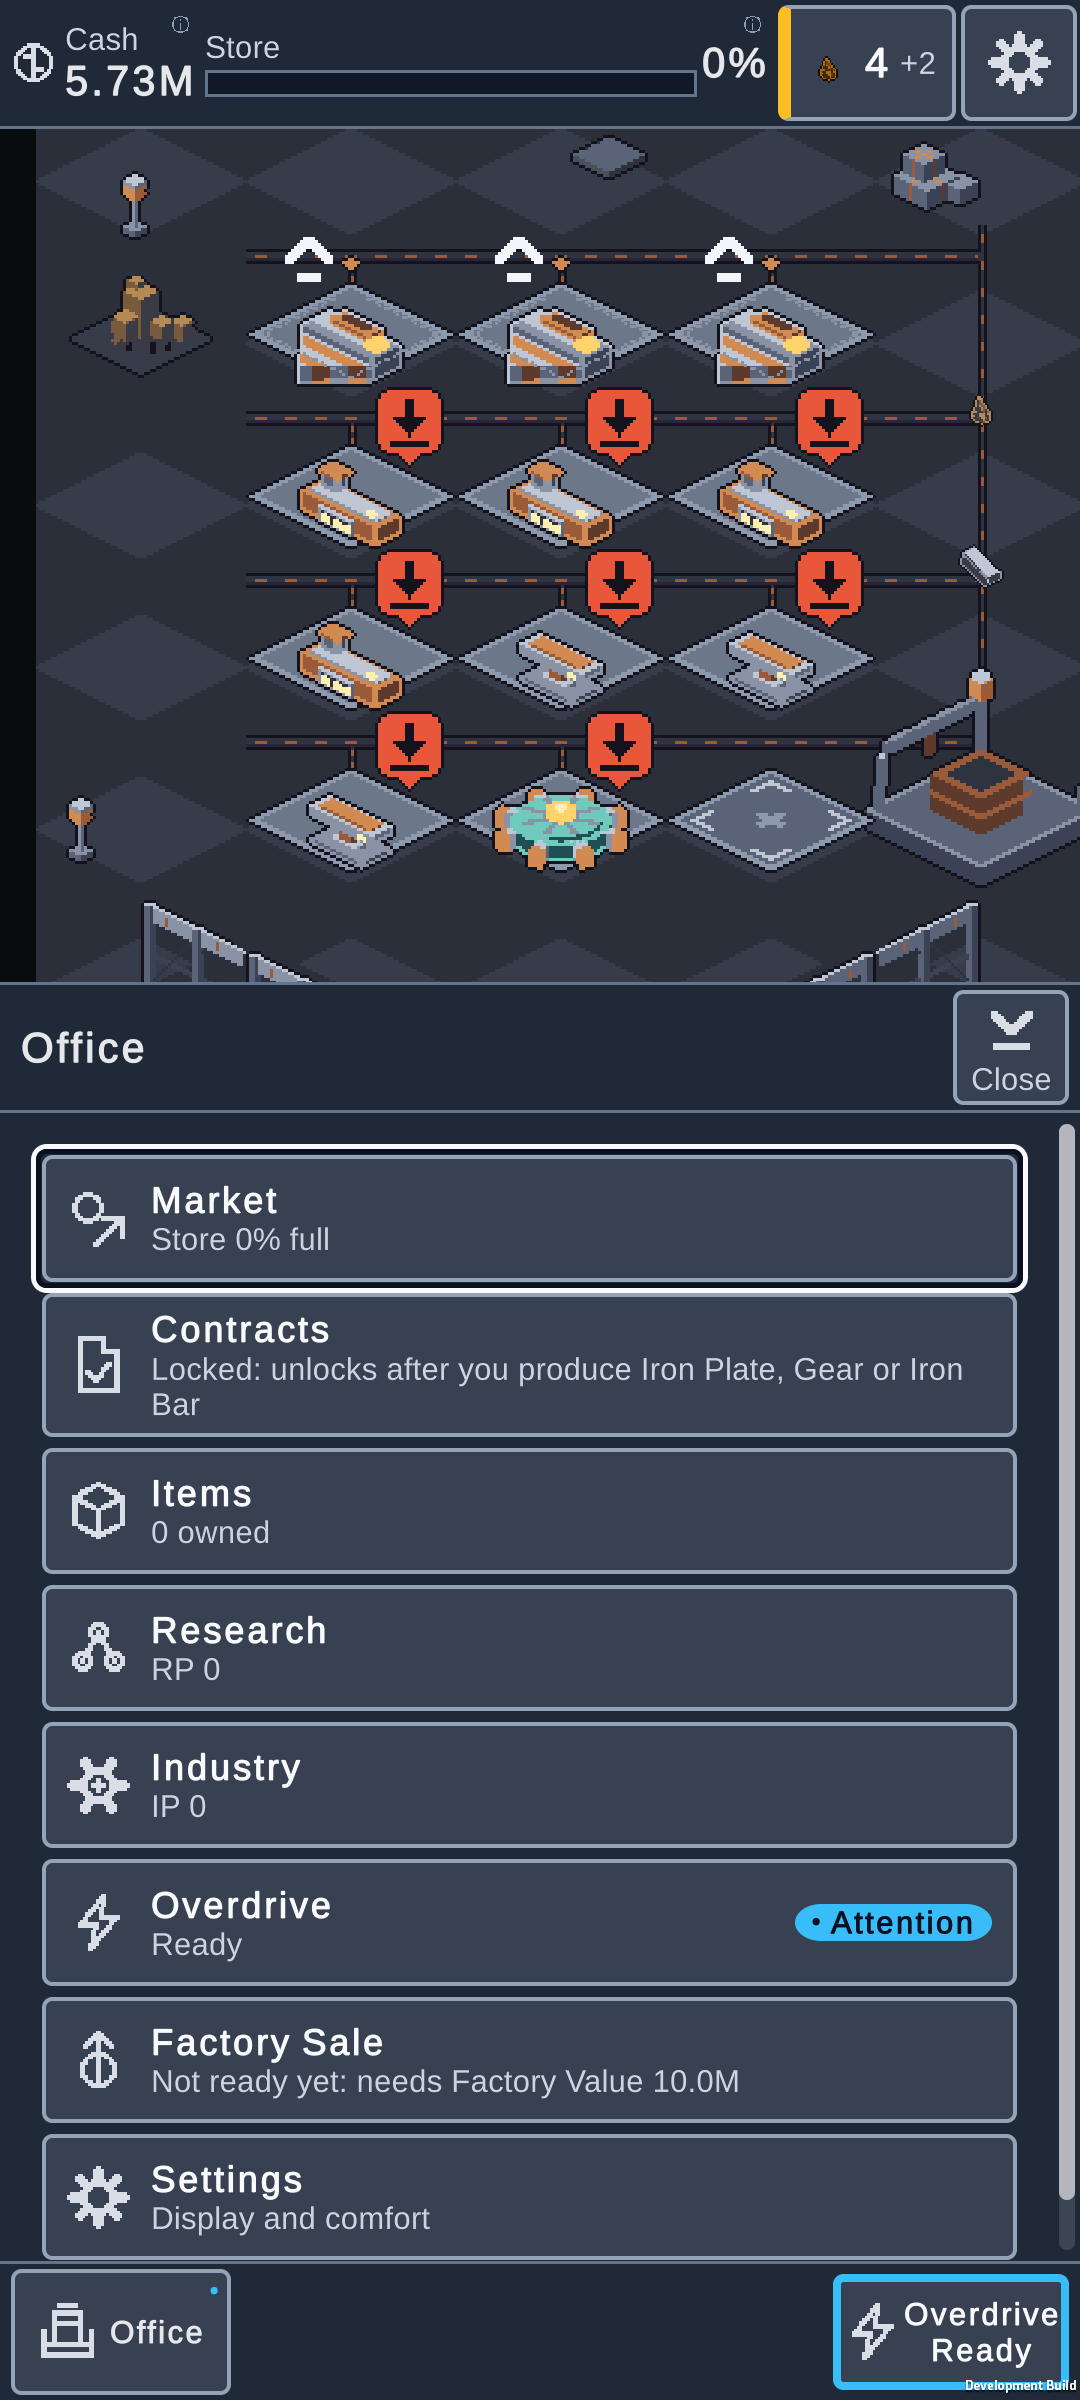 Cash
5.73M
Store
0%
4 +2
Office
Close
Market
Store 0% full
Contracts
Locked: unlocks after you produce Iron Plate, Gear or Iron
Bar
Items
0 owned
Research
RP 0
Industry
IP 0
Overdrive
Ready
• Attention
Factory Sale
Not ready yet: needs Factory Value 10.0M
Settings
Display and comfort
Office
Overdrive
Ready
Development Build